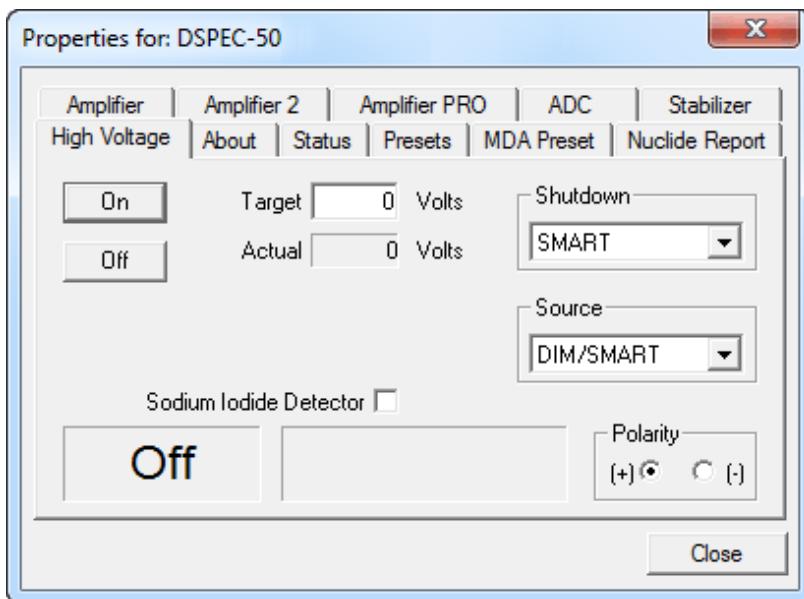 Properties for: DSPEC-50
Amplifier Amplifier 2 Amplifier PRO ADC Stabilizer
High Voltage About Status Presets MDA Preset Nuclide Report
On Target 0 Volts Shutdown
Off Actual 0 Volts SMART
Source
DIM/SMART
Sodium Iodide Detector
Off Polarity
(+) (-)
Close